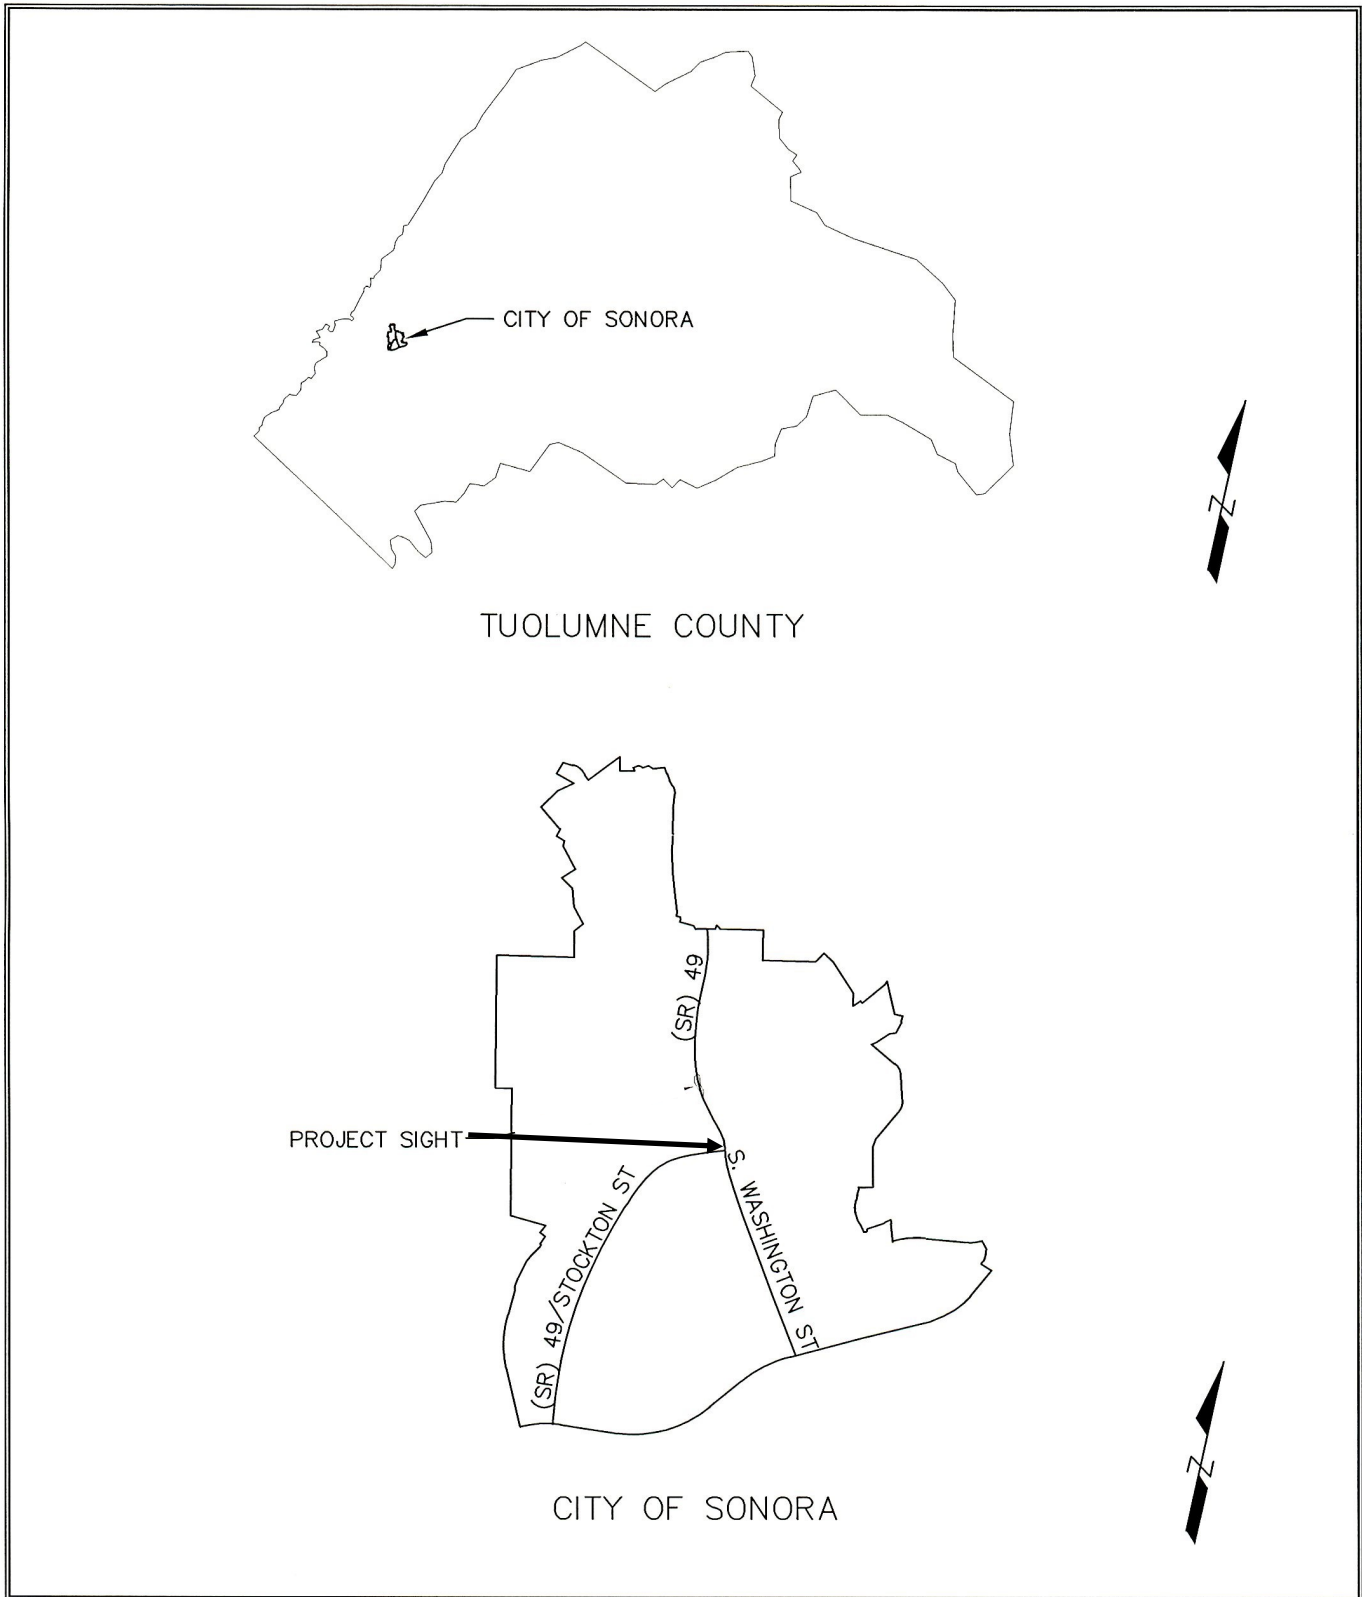 CITY OF SONORA
N
TUOLUMNE COUNTY
(SR) 49
PROJECT SIGHT
S. WASHINGTON ST
(SR) 49/STOCKTON ST
N
CITY OF SONORA